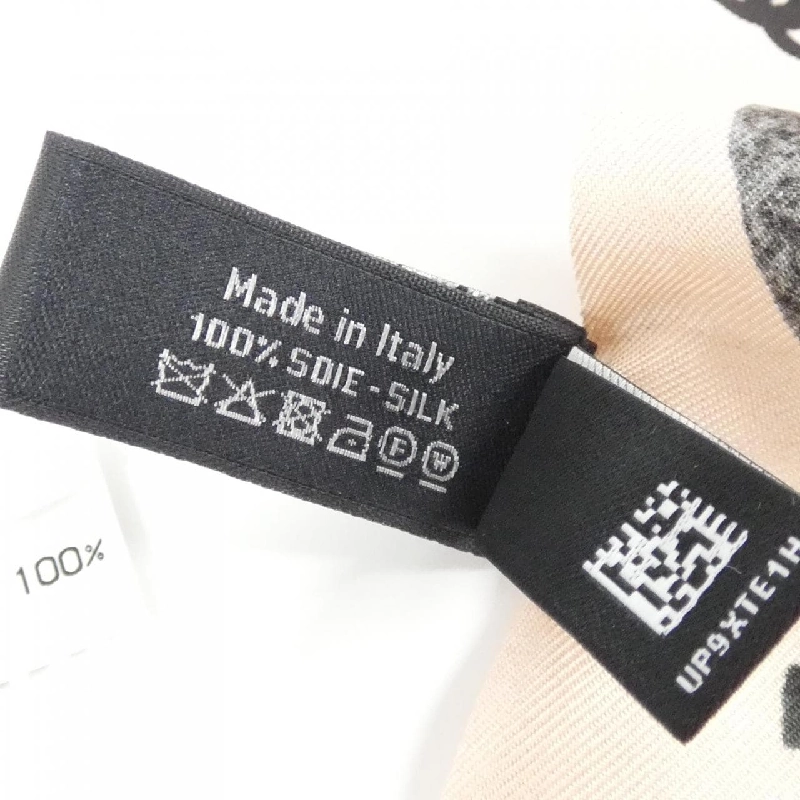 Made in Italy
100% SOIE - SILK
F W
100%
UP9XTE1H